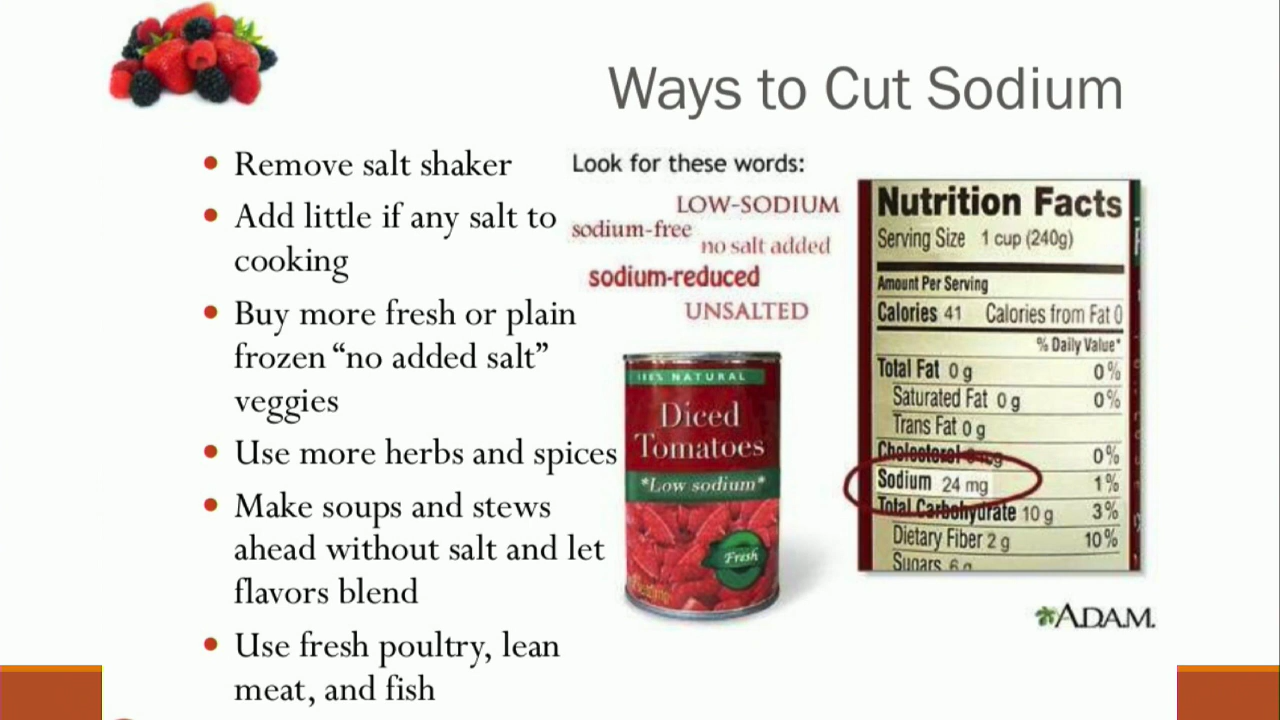 Ways to Cut Sodium
• Remove salt shaker
• Add little if any salt to
cooking
• Buy more fresh or plain
frozen “no added salt”
veggies
• Use more herbs and spices
• Make soups and stews
ahead without salt and let
flavors blend
• Use fresh poultry, lean
meat, and fish
Look for these words:
LOW-SODIUM
sodium-free
no salt added
sodium-reduced
UNSALTED
100% NATURAL
Diced
Tomatoes
*Low sodium*
Fresh
Nutrition Facts
Serving Size 1 cup (240g)
Amount Per Serving
Calories 41 Calories from Fat 0
% Daily Value*
Total Fat 0 g 0%
Saturated Fat 0 g 0%
Trans Fat 0 g
Cholesterol 0%
Sodium 24 mg 1%
Total Carbohydrate 10 g 3%
Dietary Fiber 2 g 10%
Sugars 6 g
A.D.A.M.